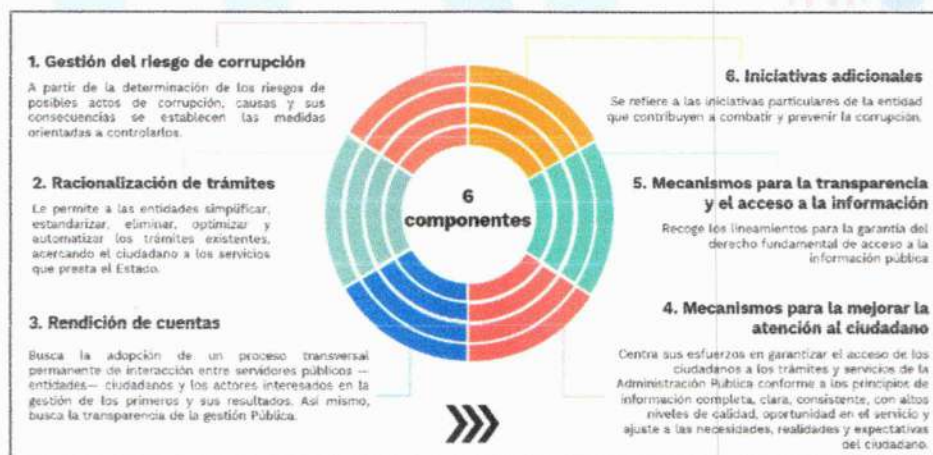 1. Gestión del riesgo de corrupción
A partir de la determinación de los riesgos de
posibles actos de corrupción, causas y sus
consecuencias se establecen las medidas
orientadas a controlarlos.
2. Racionalización de trámites
Le permite a las entidades simplificar,
estandarizar, eliminar, optimizar y
automatizar los trámites existentes,
acercando el ciudadano a los servicios
que presta el Estado.
3. Rendición de cuentas
Busca la adopción de un proceso transversal
permanente de interacción entre servidores públicos —
entidades— ciudadanos y los actores interesados en la
gestión de los primeros y sus resultados. Así mismo,
busca la transparencia de la gestión Pública.
6
componentes
6. Iniciativas adicionales
Se refiere a las iniciativas particulares de la entidad
que contribuyen a combatir y prevenir la corrupción.
5. Mecanismos para la transparencia
y el acceso a la información
Recoge los lineamientos para la garantía del
derecho fundamental de acceso a la
información pública
4. Mecanismos para la mejorar la
atención al ciudadano
Centra sus esfuerzos en garantizar el acceso de los
ciudadanos a los trámites y servicios de la
Administración Pública conforme a los principios de
información completa, clara, consistente, con altos
niveles de calidad, oportunidad en el servicio y
ajuste a las necesidades, realidades y expectativas
del ciudadano.